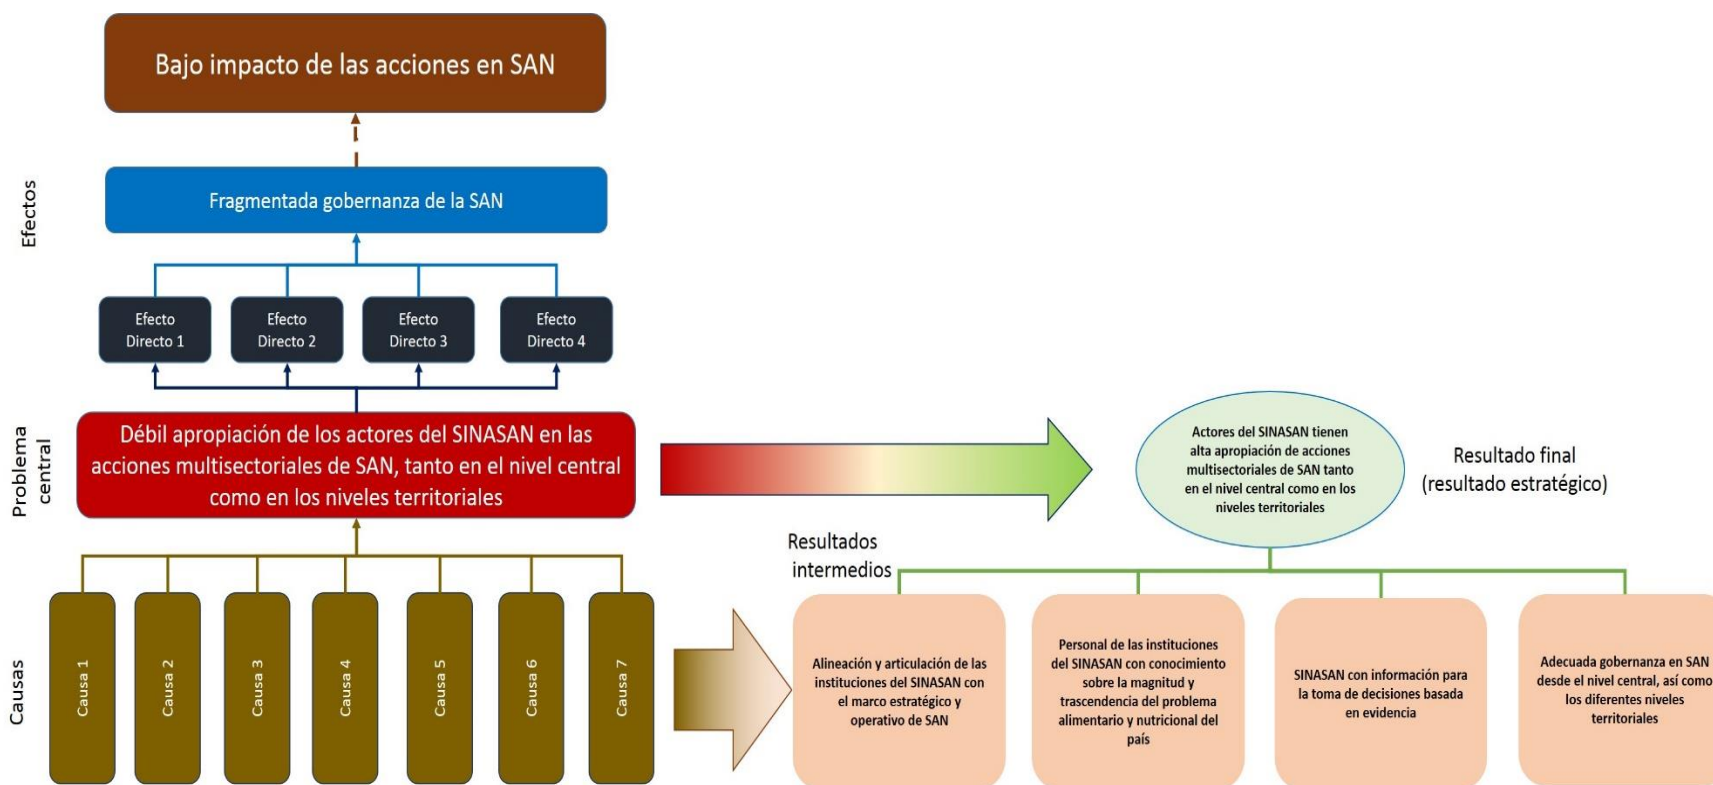 Bajo impacto de las acciones en SAN
Efectos
Fragmentada gobernanza de la SAN
Efecto
Directo 1
Efecto
Directo 2
Efecto
Directo 3
Efecto
Directo 4
Problema
central
Débil apropiación de los actores del SINASAN en las
acciones multisectoriales de SAN, tanto en el nivel central
como en los niveles territoriales
Actores del SINASAN tienen
alta apropiación de acciones
multisectoriales de SAN tanto
en el nivel central como en los
niveles territoriales
Resultado final
(resultado estratégico)
Causas
Causa 1
Causa 2
Causa 3
Causa 4
Causa 5
Causa 6
Causa 7
Resultados
intermedios
Alineación y articulación de las
instituciones del SINASAN con
el marco estratégico y
operativo de SAN
Personal de las instituciones
del SINASAN con conocimiento
sobre la magnitud y
trascendencia del problema
alimentario y nutricional del
país
SINASAN con información para
la toma de decisiones basada
en evidencia
Adecuada gobernanza en SAN
desde el nivel central, así como
los diferentes niveles
territoriales